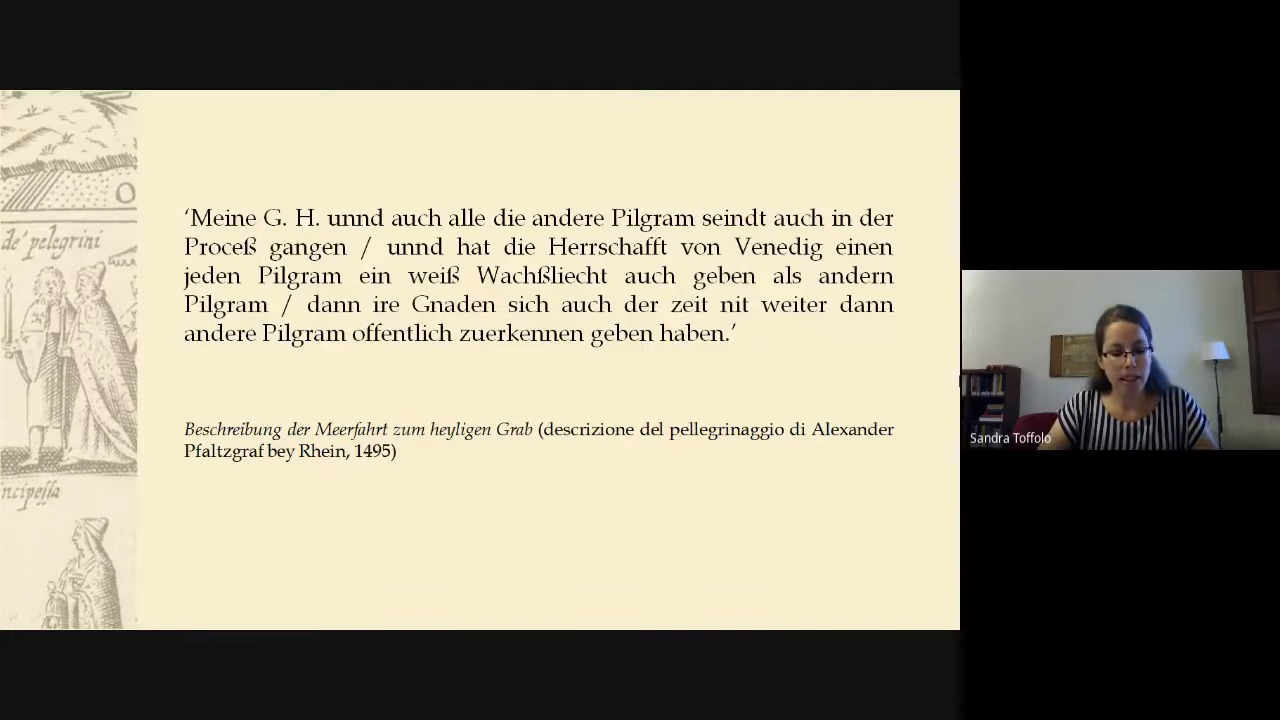 O
de' pelegrini
ncipessa
‘Meine G. H. unnd auch alle die andere Pilgram seindt auch in der
Proceß gangen / unnd hat die Herrschafft von Venedig einen
jeden Pilgram ein weiß Wachßliecht auch geben als andern
Pilgram / dann ire Gnaden sich auch der zeit nit weiter dann
andere Pilgram offentlich zuerkennen geben haben.’
Beschreibung der Meerfahrt zum heyligen Grab (descrizione del pellegrinaggio di Alexander
Pfaltzgraf bey Rhein, 1495)
Sandra Toffolo